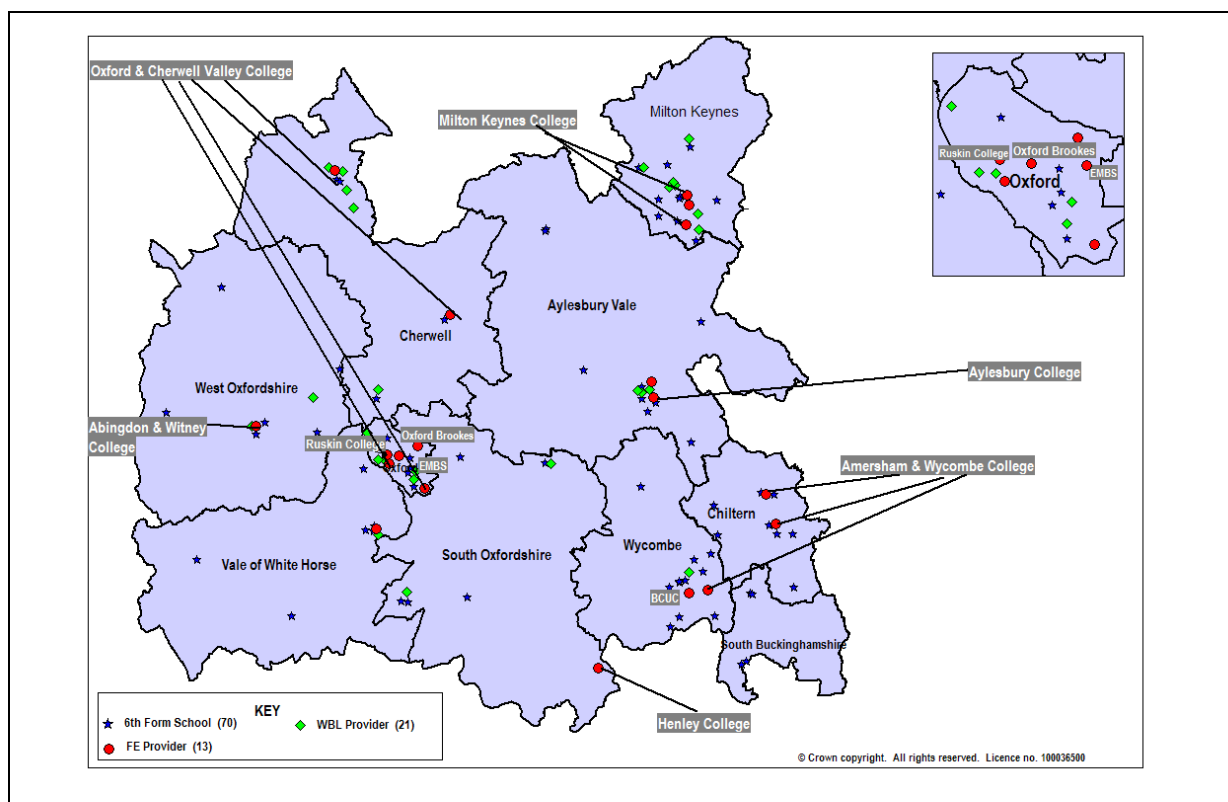 Oxford & Cherwell Valley College
Milton Keynes College
Milton Keynes
Ruskin College
Oxford Brookes
EMBS
Oxford
Aylesbury Vale
Cherwell
West Oxfordshire
Aylesbury College
Abingdon & Witney
College
Ruskin College
Oxford Brookes
Oxford
EMBS
Amersham & Wycombe College
Chiltern
Wycombe
South Oxfordshire
Vale of White Horse
BCUC
South Buckinghamshire
Henley College
KEY
6th Form School (70)
WBL Provider (21)
FE Provider (13)
© Crown copyright. All rights reserved. Licence no. 100036500